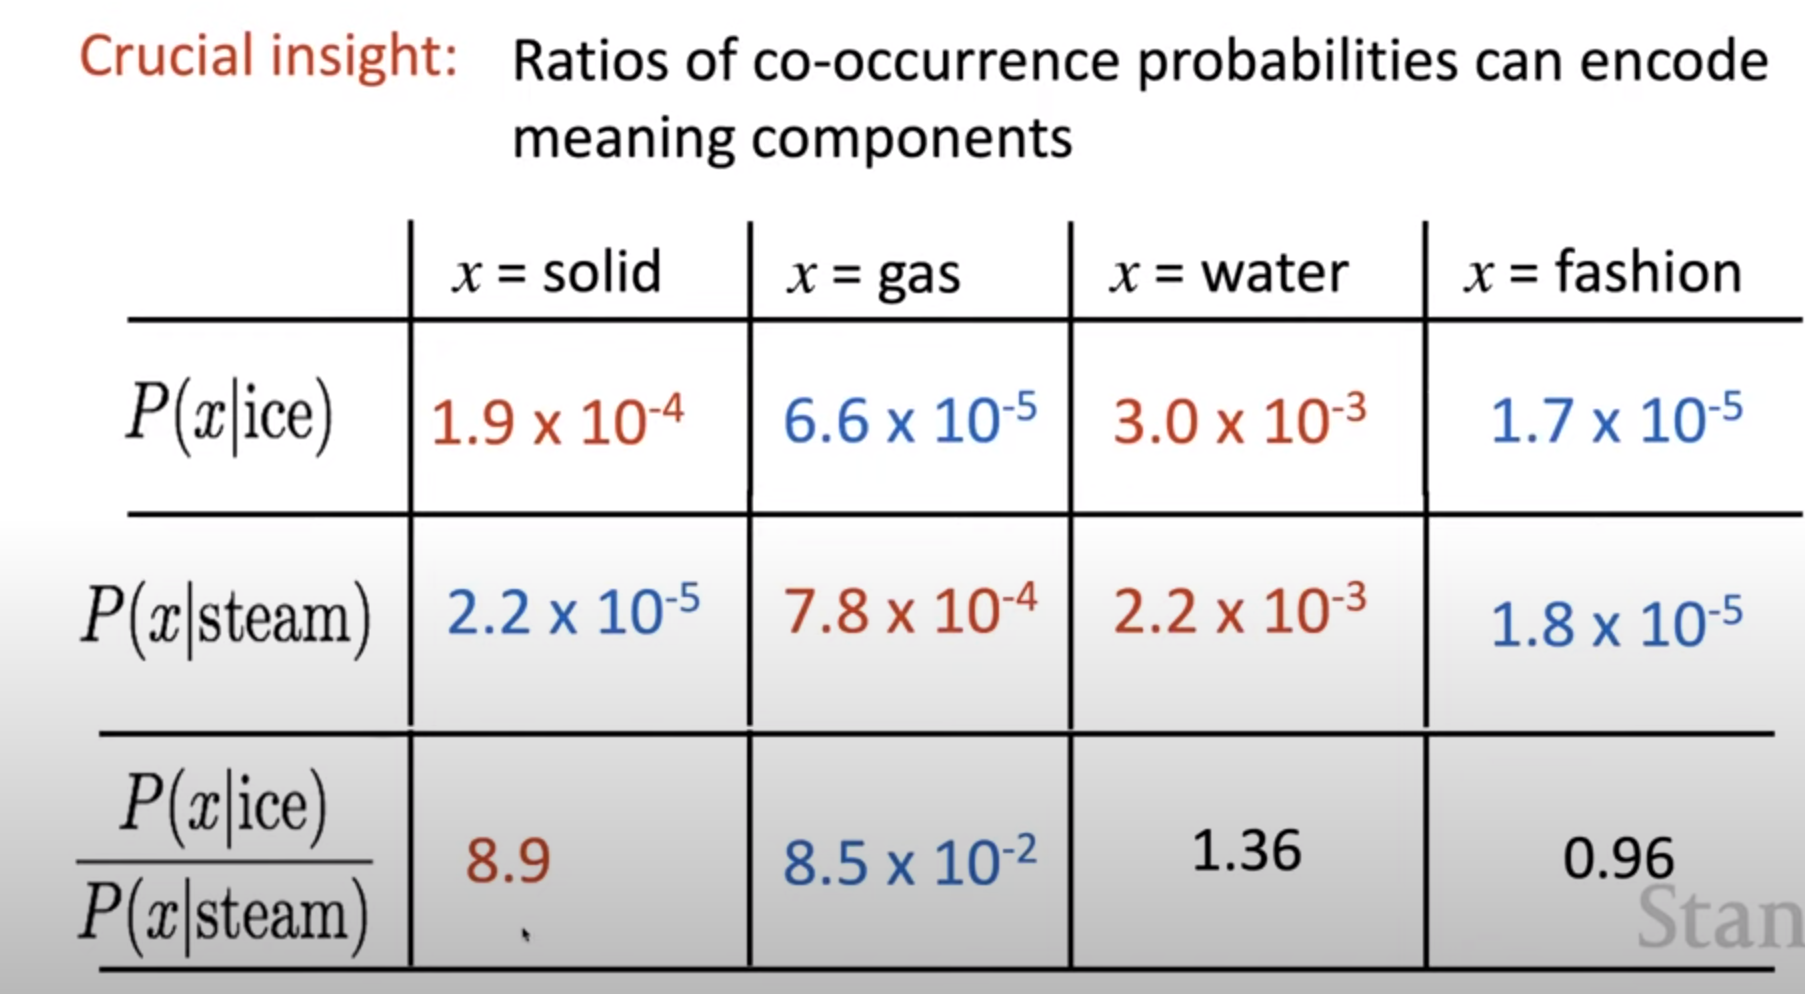 Crucial insight: Ratios of co-occurrence probabilities can encode
meaning components
x = solid x = gas x = water x = fashion
P(x|ice) 1.9 x 10⁻⁴ 6.6 x 10⁻⁵ 3.0 x 10⁻³ 1.7 x 10⁻⁵
P(x|steam) 2.2 x 10⁻⁵ 7.8 x 10⁻⁴ 2.2 x 10⁻³ 1.8 x 10⁻⁵
P(x|ice)
P(x|steam) 8.9 8.5 x 10⁻² 1.36 0.96
Stan